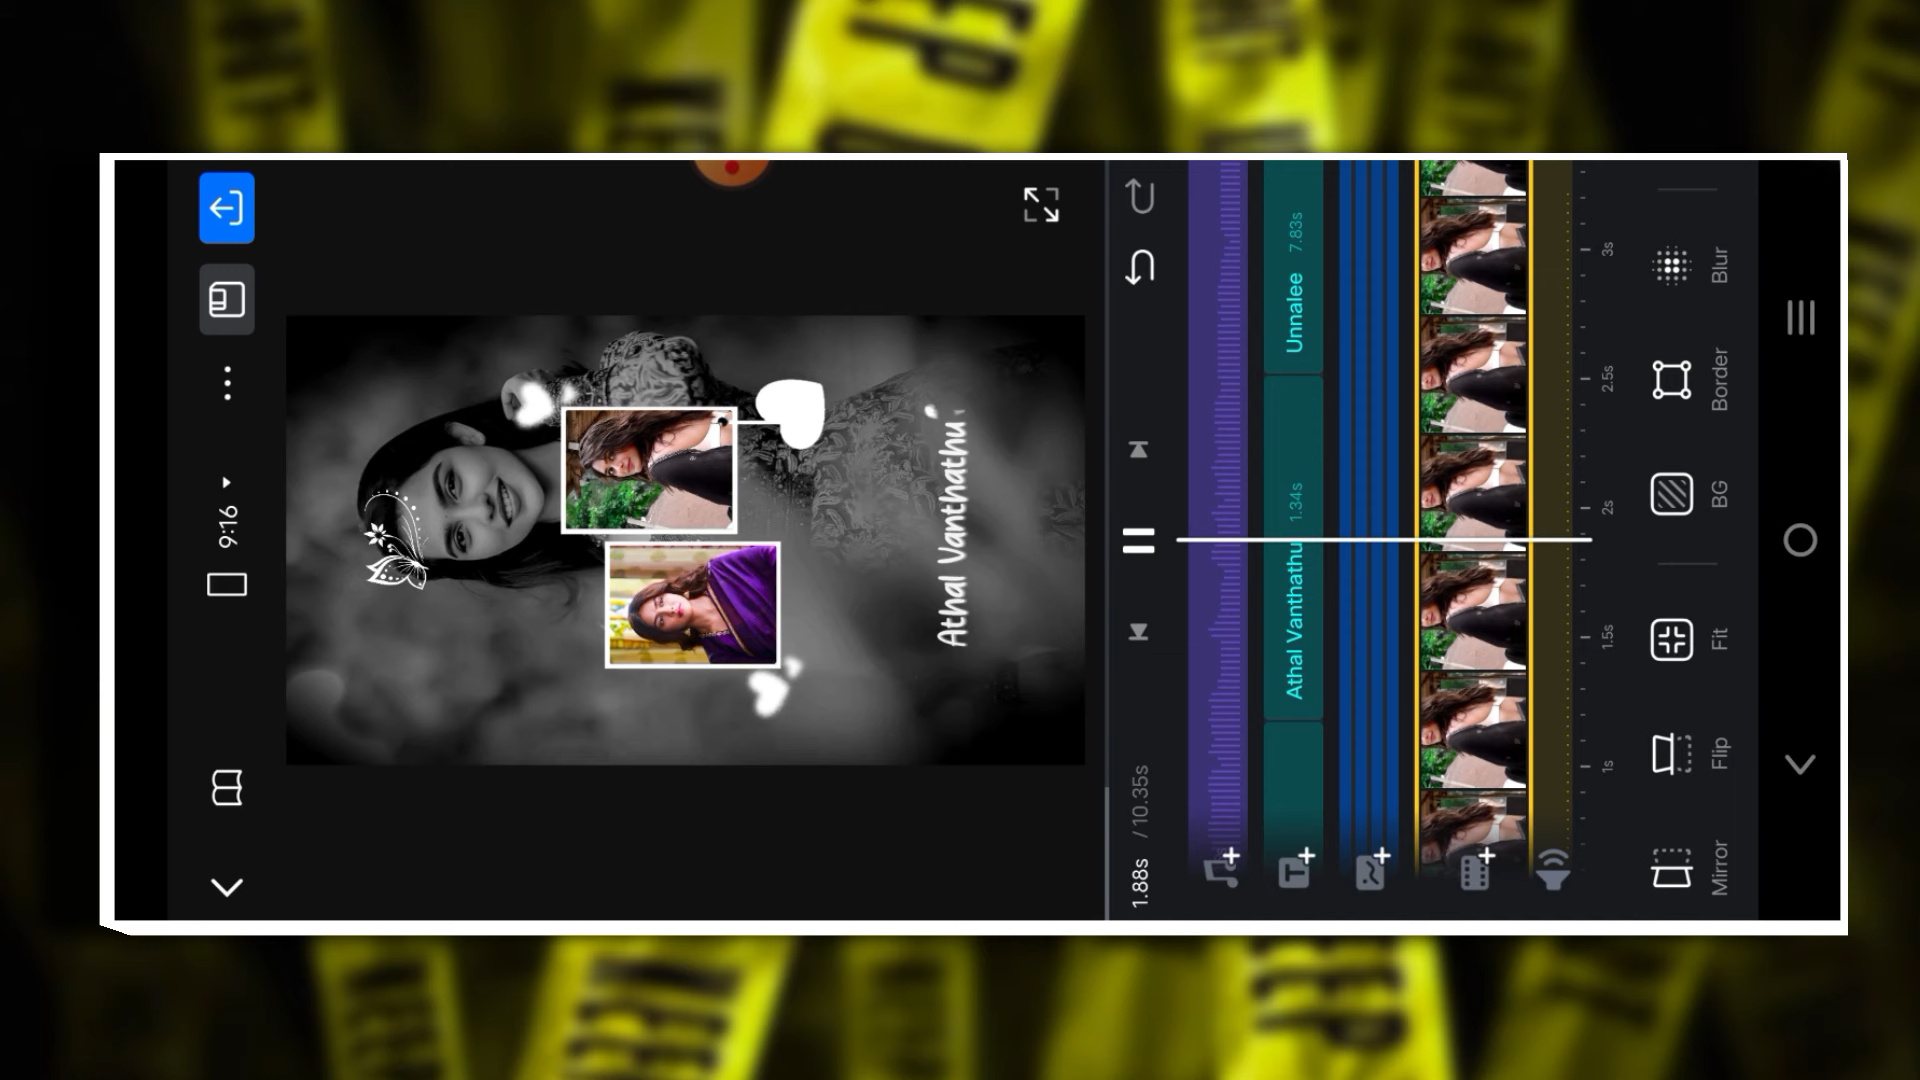 9:16
Athal Vanthathu
1.88s / 10.35s
Athal Vanthathu 1.34s
Unnalee 7.83s
1s
1.5s
2s
2.5s
3s
Mirror
Flip
Fit
BG
Border
Blur